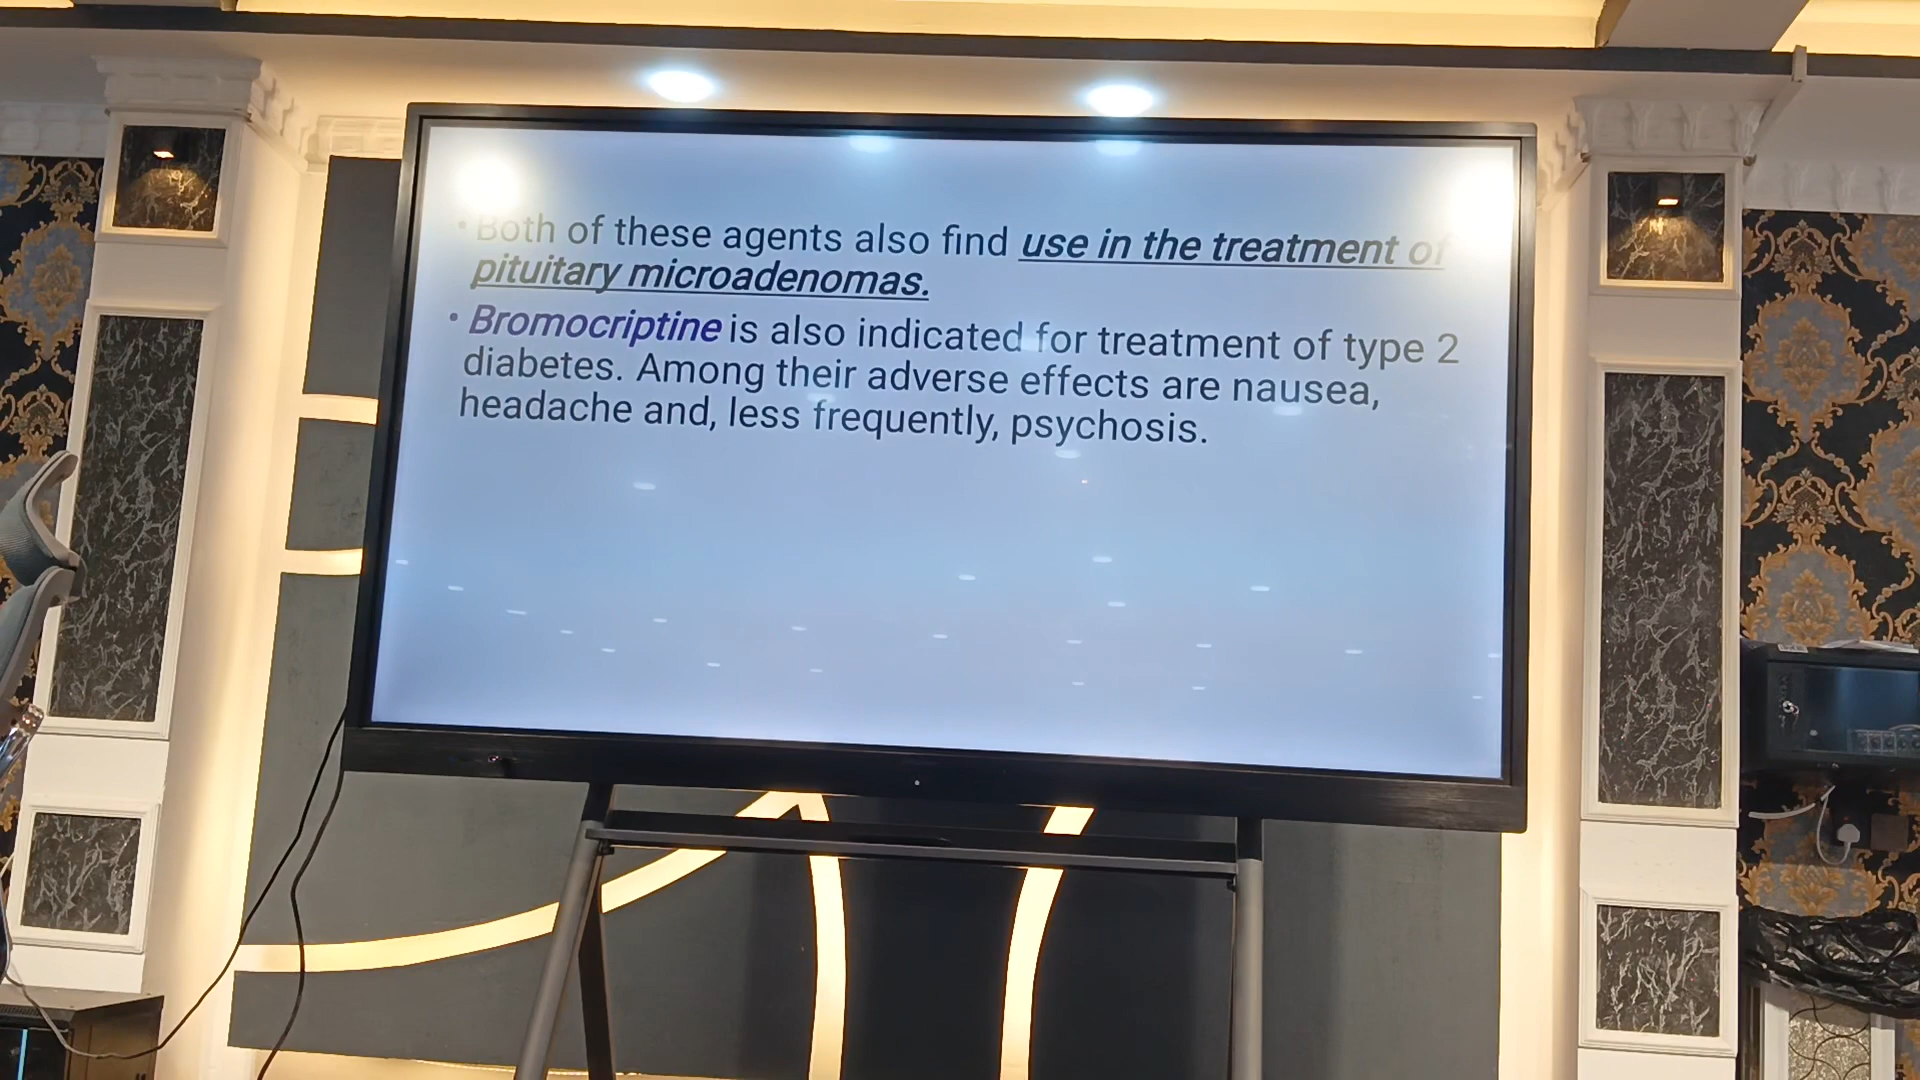 • Both of these agents also find use in the treatment of
pituitary microadenomas.
• Bromocriptine is also indicated for treatment of type 2
diabetes. Among their adverse effects are nausea,
headache and, less frequently, psychosis.